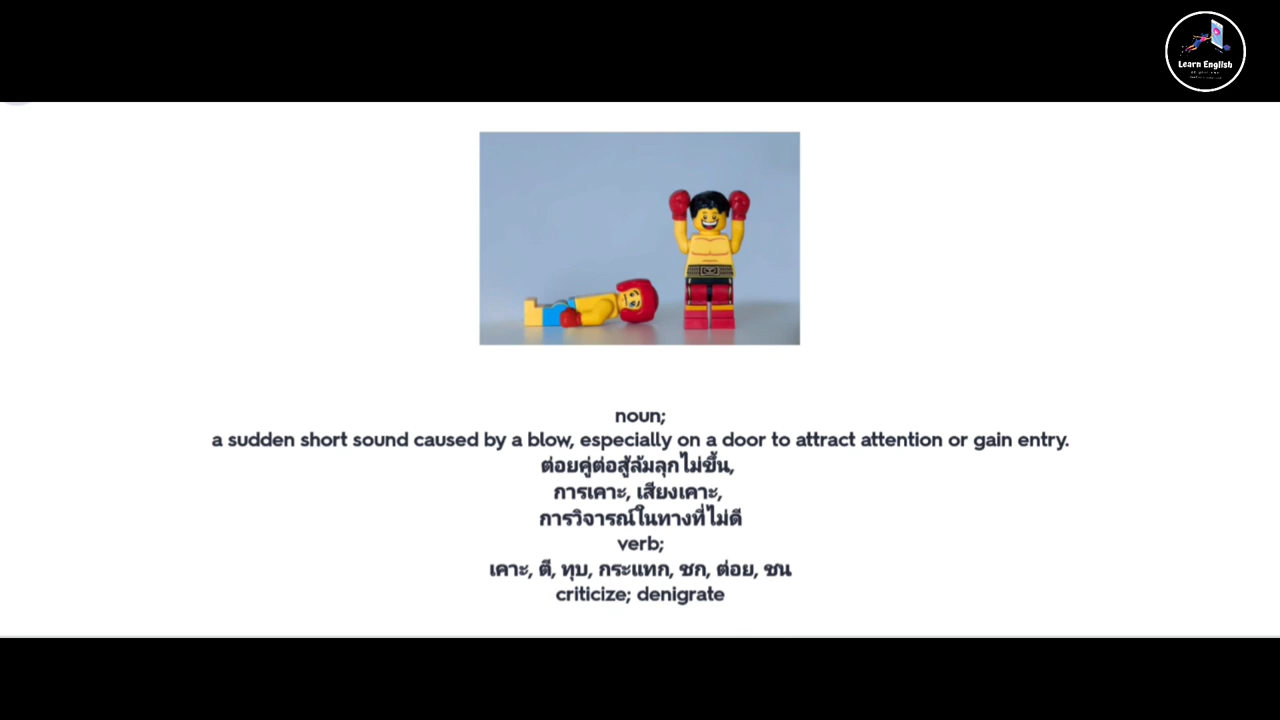 Learn English
noun;
a sudden short sound caused by a blow, especially on a door to attract attention or gain entry.
ต่อยคู่ต่อสู้ล้มลุกไม่ขึ้น,
การเคาะ, เสียงเคาะ,
การวิจารณ์ในทางที่ไม่ดี
verb;
เคาะ, ตี, ทุบ, กระแทก, ชก, ต่อย, ชน
criticize; denigrate